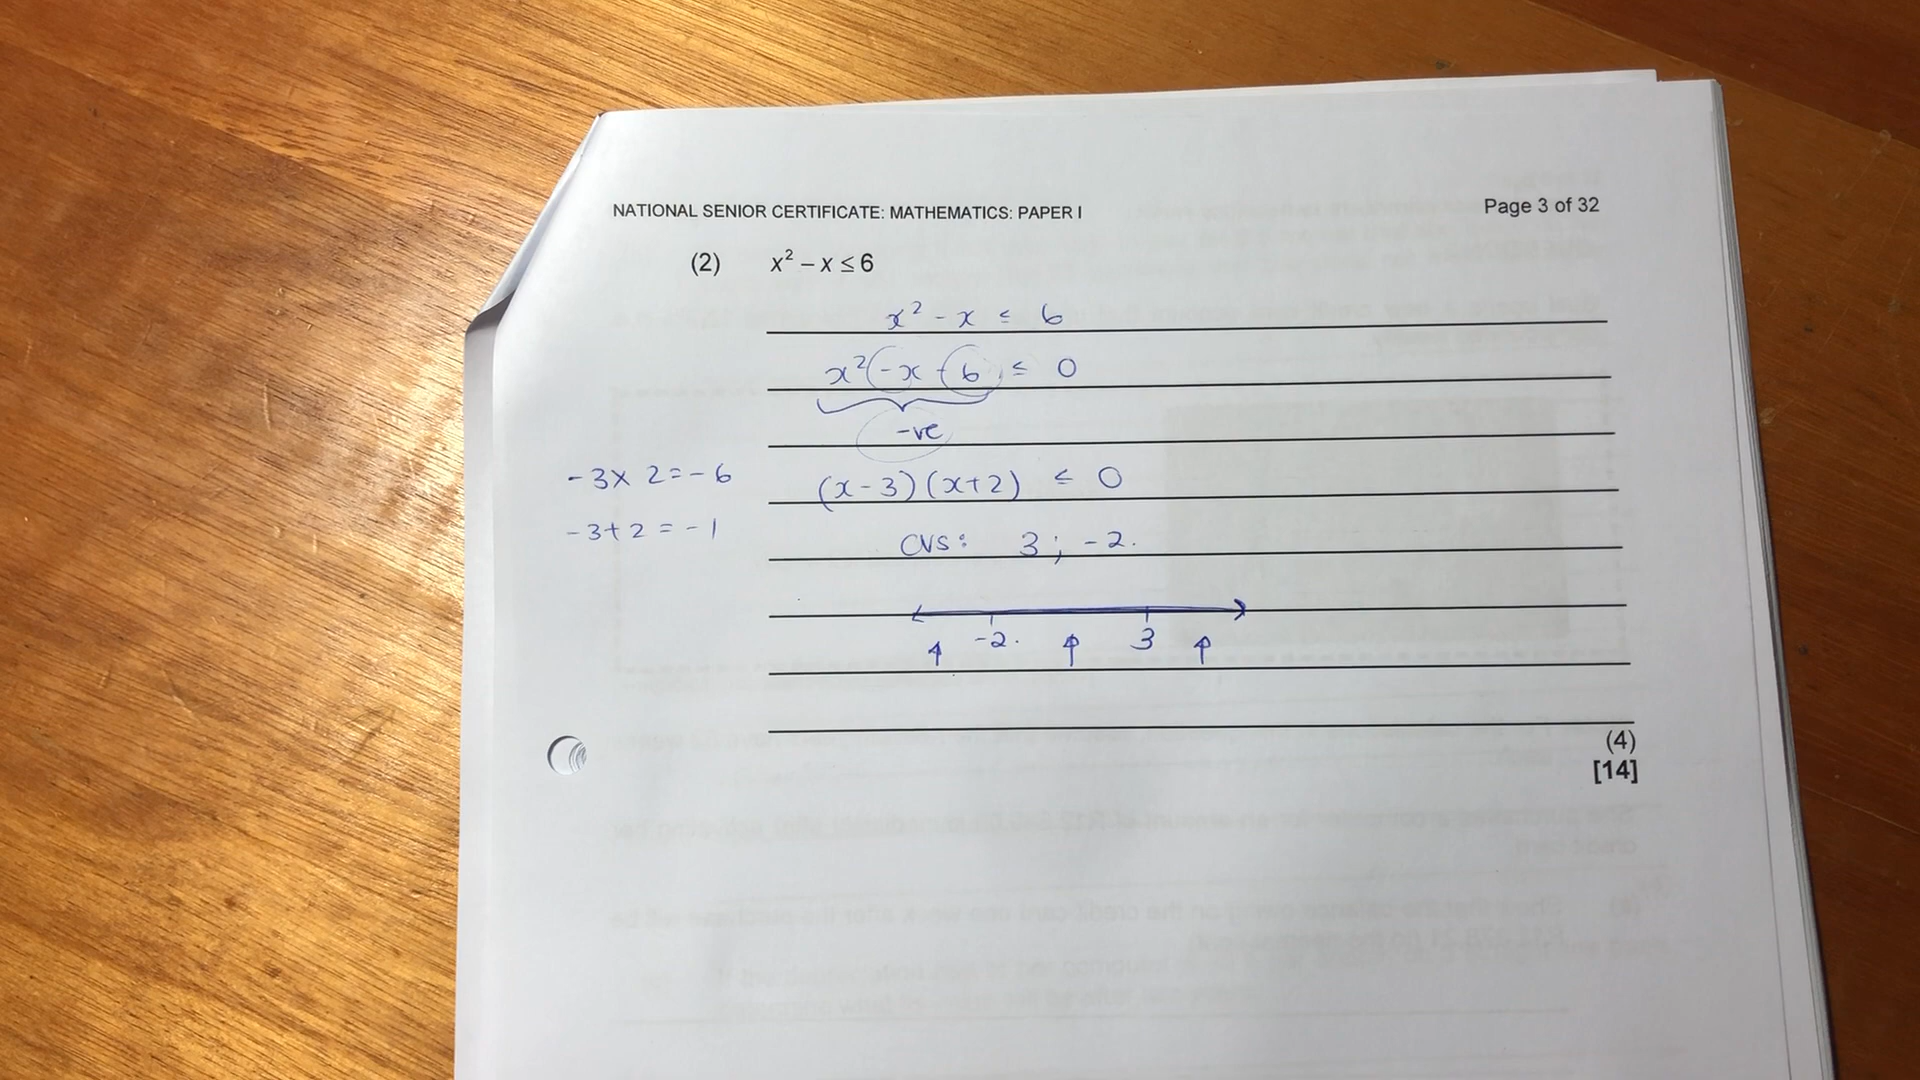 NATIONAL SENIOR CERTIFICATE: MATHEMATICS: PAPER I
Page 3 of 32
(2) x² – x ≤ 6
x² - x ≤ 6
x² - x - 6 ≤ 0
-ve
-3 × 2 = -6
(x-3)(x+2) ≤ 0
-3+2 = -1
CVS: 3; -2.
-2. 3
(4)
[14]